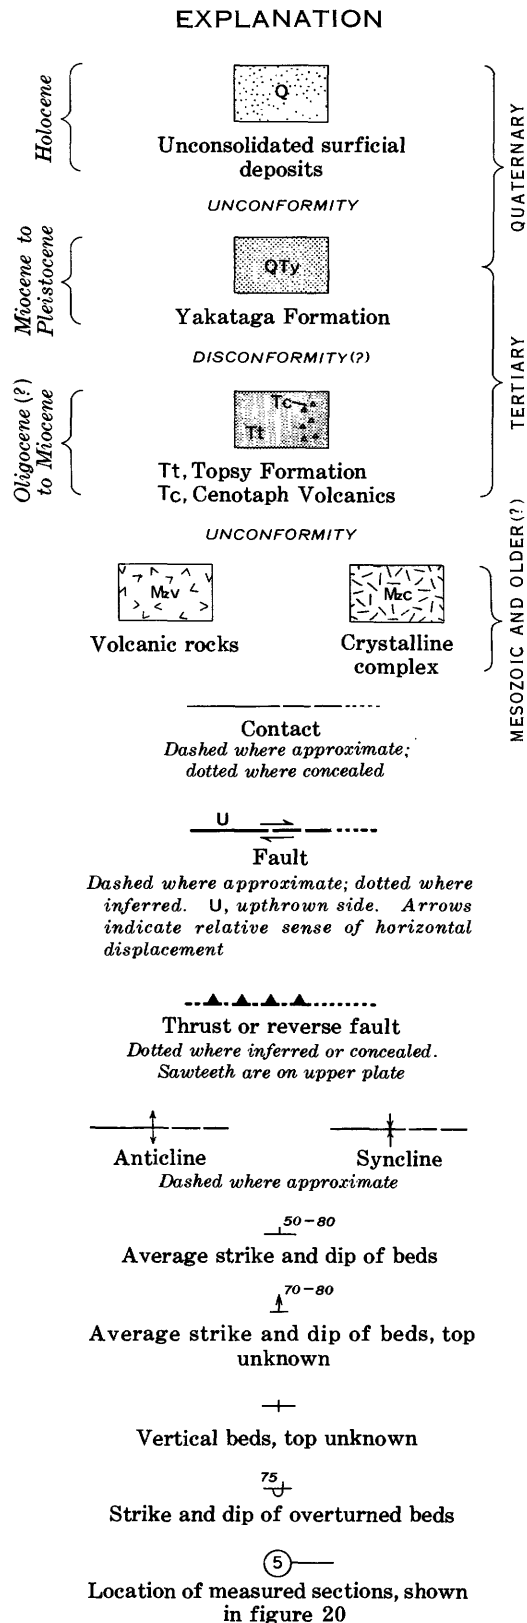 EXPLANATION
Holocene
Q
Unconsolidated surficial
deposits
QUATERNARY
UNCONFORMITY
Miocene to
Pleistocene
QTy
Yakataga Formation
DISCONFORMITY(?)
TERTIARY
Oligocene (?)
to Miocene
Tc
Tt
Tt, Topsy Formation
Tc, Cenotaph Volcanics
UNCONFORMITY
Mzv
Volcanic rocks
Mzc
Crystalline
complex
MESOZOIC AND OLDER(?)
Contact
Dashed where approximate;
dotted where concealed
U
Fault
Dashed where approximate; dotted where
inferred. U, upthrown side. Arrows
indicate relative sense of horizontal
displacement
Thrust or reverse fault
Dotted where inferred or concealed.
Sawteeth are on upper plate
Anticline
Syncline
Dashed where approximate
50-80
Average strike and dip of beds
70-80
Average strike and dip of beds, top
unknown
Vertical beds, top unknown
75
Strike and dip of overturned beds
5
Location of measured sections, shown
in figure 20